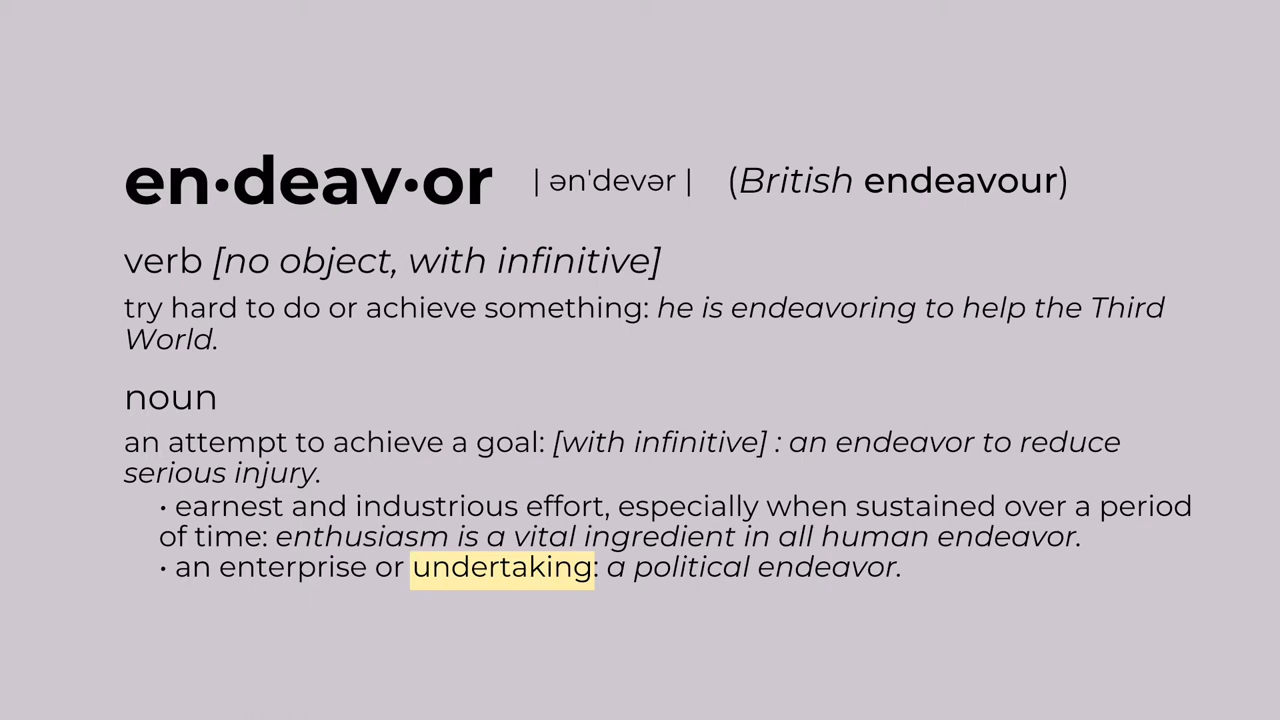 en·deav·or | ənˈdevər | (British endeavour)
verb [no object, with infinitive]
try hard to do or achieve something: he is endeavoring to help the Third
World.
noun
an attempt to achieve a goal: [with infinitive] : an endeavor to reduce
serious injury.
• earnest and industrious effort, especially when sustained over a period
of time: enthusiasm is a vital ingredient in all human endeavor.
• an enterprise or undertaking: a political endeavor.